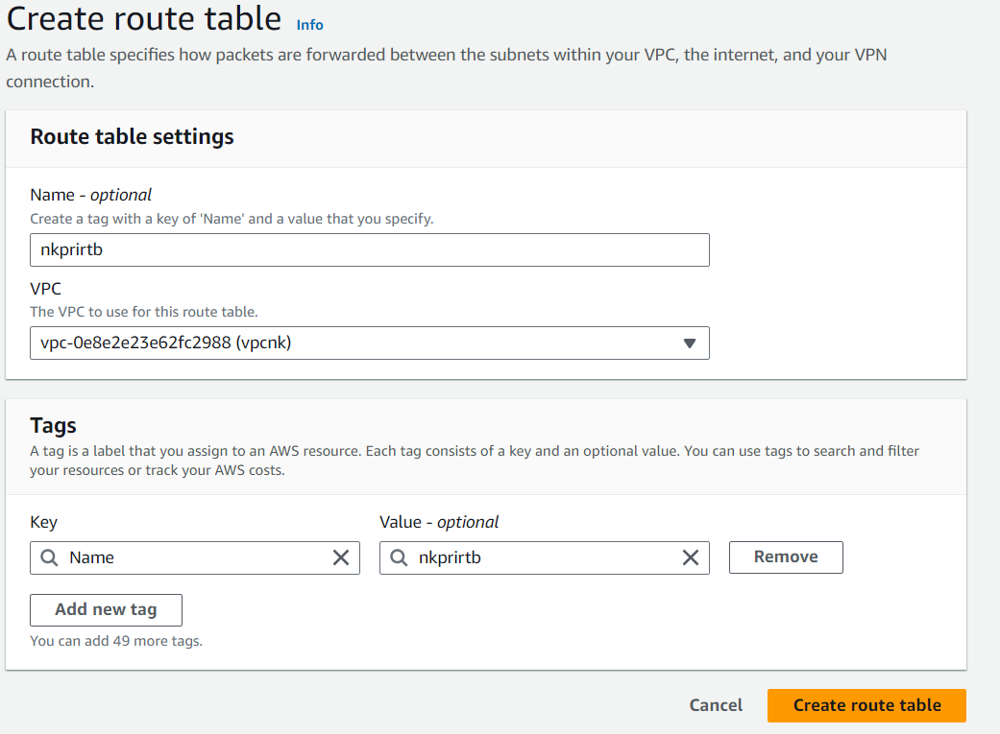 Create route table Info
A route table specifies how packets are forwarded between the subnets within your VPC, the internet, and your VPN
connection.
Route table settings
Name - optional
Create a tag with a key of 'Name' and a value that you specify.
nkprirtb
VPC
The VPC to use for this route table.
vpc-0e8e2e23e62fc2988 (vpcnk)
Tags
A tag is a label that you assign to an AWS resource. Each tag consists of a key and an optional value. You can use tags to search and filter
your resources or track your AWS costs.
Key Value - optional
Name nkprirtb Remove
Add new tag
You can add 49 more tags.
Cancel Create route table